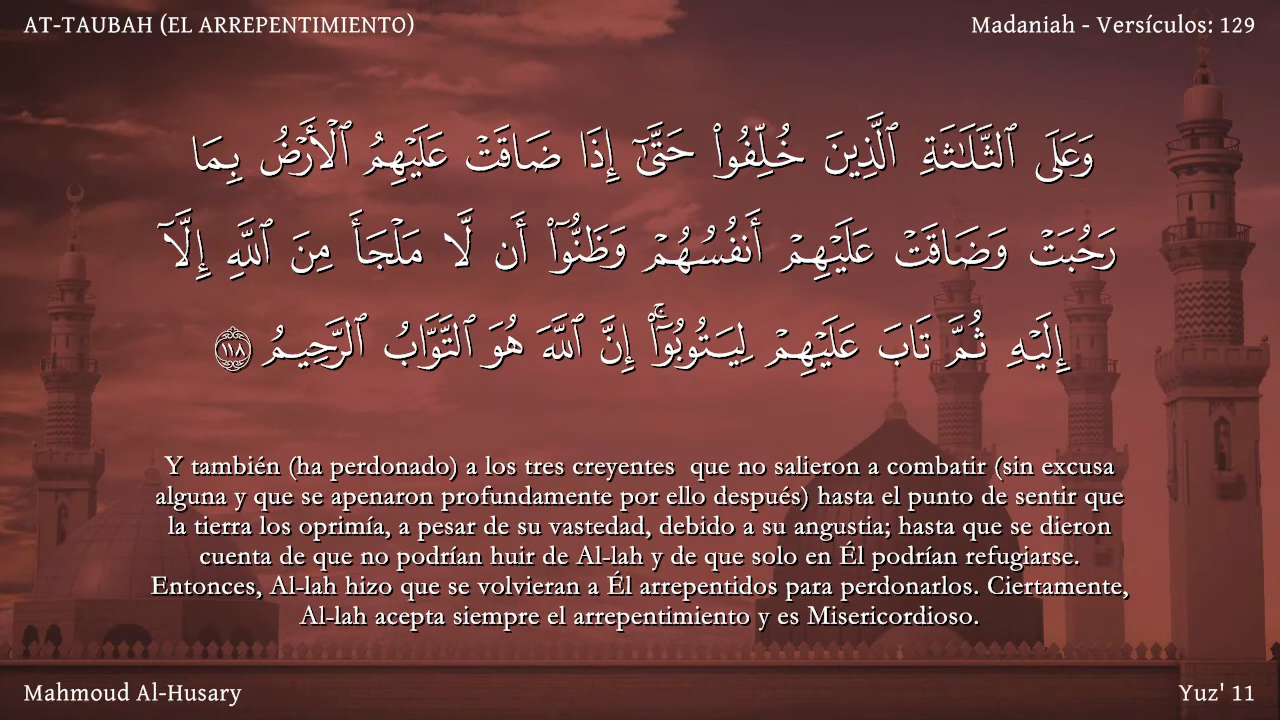 AT-TAUBAH (EL ARREPENTIMIENTO)
Madaniah - Versículos: 129
وَعَلَى ٱلثَّلَـٰثَةِ ٱلَّذِينَ خُلِّفُوا۟ حَتَّىٰٓ إِذَا ضَاقَتْ عَلَيْهِمُ ٱلْأَرْضُ بِمَا
رَحُبَتْ وَضَاقَتْ عَلَيْهِمْ أَنفُسُهُمْ وَظَنُّوٓا۟ أَن لَّا مَلْجَأَ مِنَ ٱللَّهِ إِلَّآ
إِلَيْهِ ثُمَّ تَابَ عَلَيْهِمْ لِيَتُوبُوٓا۟ ۚ إِنَّ ٱللَّهَ هُوَ ٱلتَّوَّابُ ٱلرَّحِيمُ ١١٨
Y también (ha perdonado) a los tres creyentes  que no salieron a combatir (sin excusa
alguna y que se apenaron profundamente por ello después) hasta el punto de sentir que
la tierra los oprimía, a pesar de su vastedad, debido a su angustia; hasta que se dieron
cuenta de que no podrían huir de Al-lah y de que solo en Él podrían refugiarse.
Entonces, Al-lah hizo que se volvieran a Él arrepentidos para perdonarlos. Ciertamente,
Al-lah acepta siempre el arrepentimiento y es Misericordioso.
Mahmoud Al-Husary
Yuz' 11